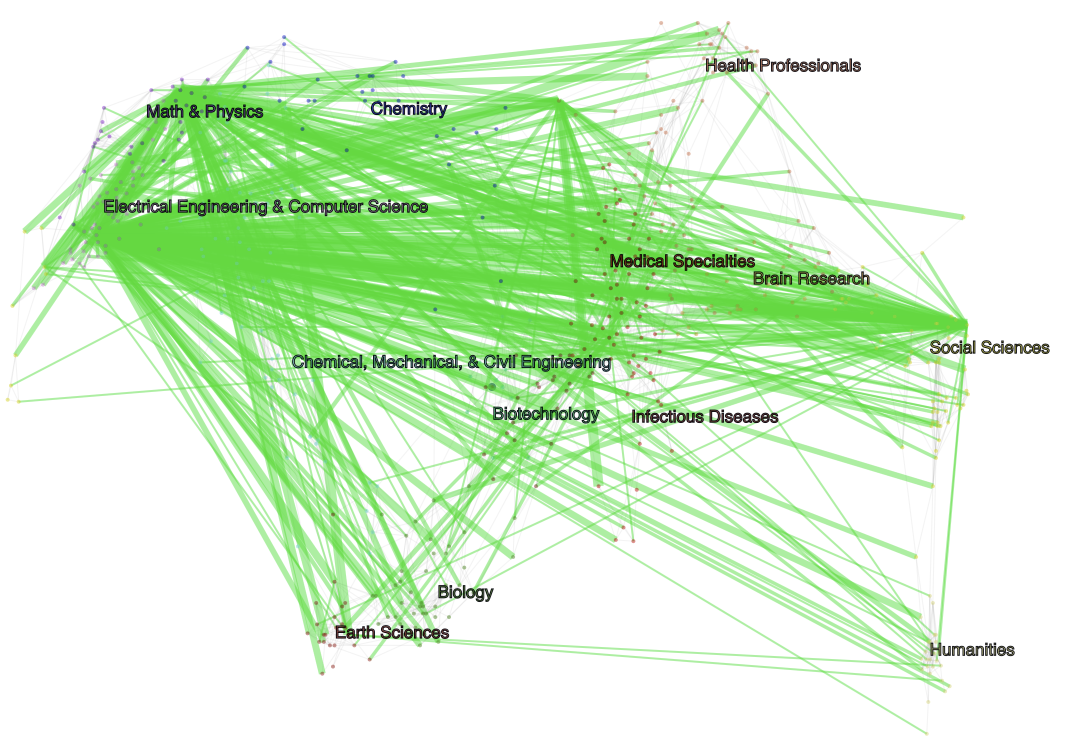 Health Professionals
Math & Physics
Chemistry
Electrical Engineering & Computer Science
Medical Specialties
Brain Research
Social Sciences
Chemical, Mechanical, & Civil Engineering
Biotechnology
Infectious Diseases
Biology
Earth Sciences
Humanities